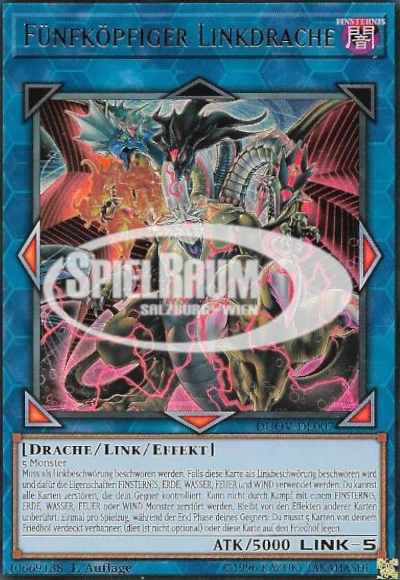 FÜNFKÖPFIGER LINKDRACHE
FINSTERNIS
闇
SPIELRAUM
SALZBURG - WIEN
DUOV-DE007
[DRACHE/LINK/EFFEKT]
5 Monster
Muss als Linkbeschwörung beschworen werden. Falls diese Karte als Linkbeschwörung beschworen wird
und dafür die Eigenschaften FINSTERNIS, ERDE, WASSER, FEUER und WIND verwendet werden: Du kannst
alle Karten zerstören, die dein Gegner kontrolliert. Kann nicht durch Kampf mit einem FINSTERNIS,
ERDE, WASSER, FEUER oder WIND Monster zerstört werden. Bleibt von den Effekten anderer Karten
unberührt. Einmal pro Spielzug, während der End Phase deines Gegners: Du musst 5 Karten von deinem
Friedhof verdeckt verbannen (dies ist nicht optional) oder diese Karte auf den Friedhof legen.
ATK/5000 LINK-5
30669138 1. Auflage
©1996 KAZUKI TAKAHASHI